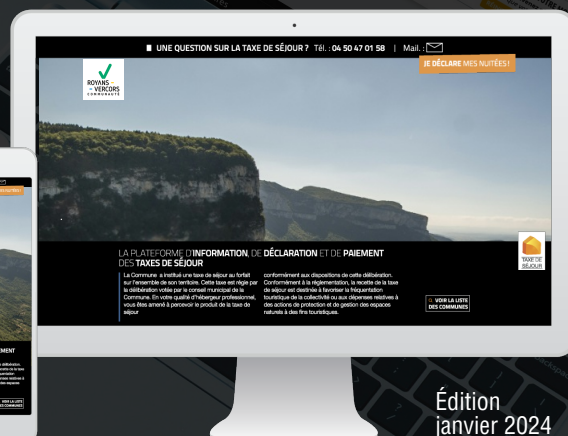 UNE QUESTION SUR LA TAXE DE SÉJOUR ? Tél. : 04 50 47 01 58 | Mail. :
JE DÉCLARE MES NUITÉES !
ROYANS -
- VERCORS
COMMUNAUTÉ
LA PLATEFORME D'INFORMATION, DE DÉCLARATION ET DE PAIEMENT
DES TAXES DE SÉJOUR
La Commune a institué une taxe de séjour au forfait
sur l'ensemble de son territoire. Cette taxe est régie par
la délibération votée par le conseil municipal de la
Commune. En votre qualité d'hébergeur professionnel,
vous êtes amené à percevoir le produit de la taxe de
séjour
conformément aux dispositions de cette délibération.
Conformément à la réglementation, la recette de la taxe
de séjour est destinée à favoriser la fréquentation
touristique de la collectivité ou aux dépenses relatives à
des actions de protection et de gestion des espaces
naturels à des fins touristiques.
TAXE DE
SÉJOUR
VOIR LA LISTE
DES COMMUNES
Édition
janvier 2024